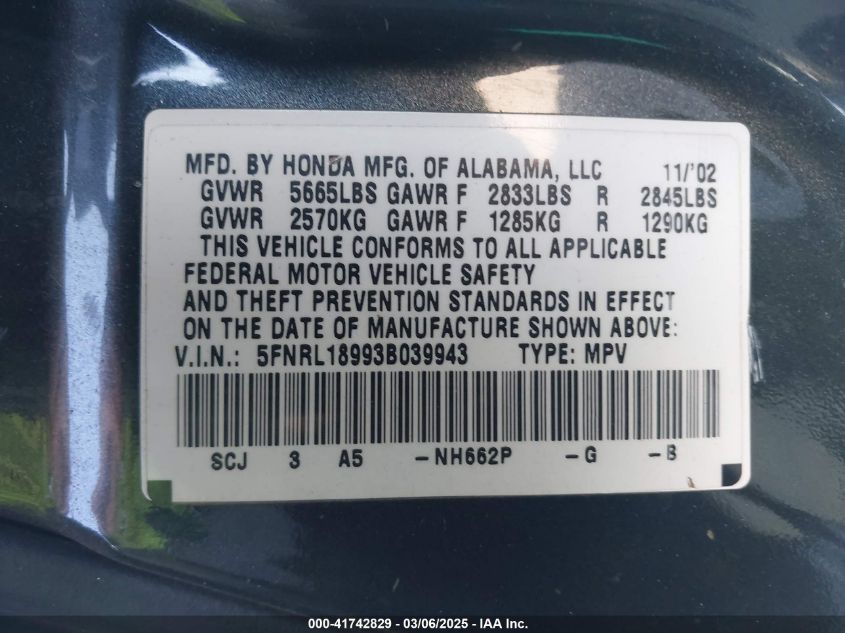 MFD. BY HONDA MFG. OF ALABAMA, LLC 11/'02
GVWR 5665LBS GAWR F 2833LBS R 2845LBS
GVWR 2570KG GAWR F 1285KG R 1290KG
THIS VEHICLE CONFORMS TO ALL APPLICABLE
FEDERAL MOTOR VEHICLE SAFETY
AND THEFT PREVENTION STANDARDS IN EFFECT
ON THE DATE OF MANUFACTURE SHOWN ABOVE:
V.I.N.: 5FNRL18993B039943 TYPE: MPV
SCJ 3 A5 -NH662P -G -B
000-41742829 - 03/06/2025 - IAA Inc.